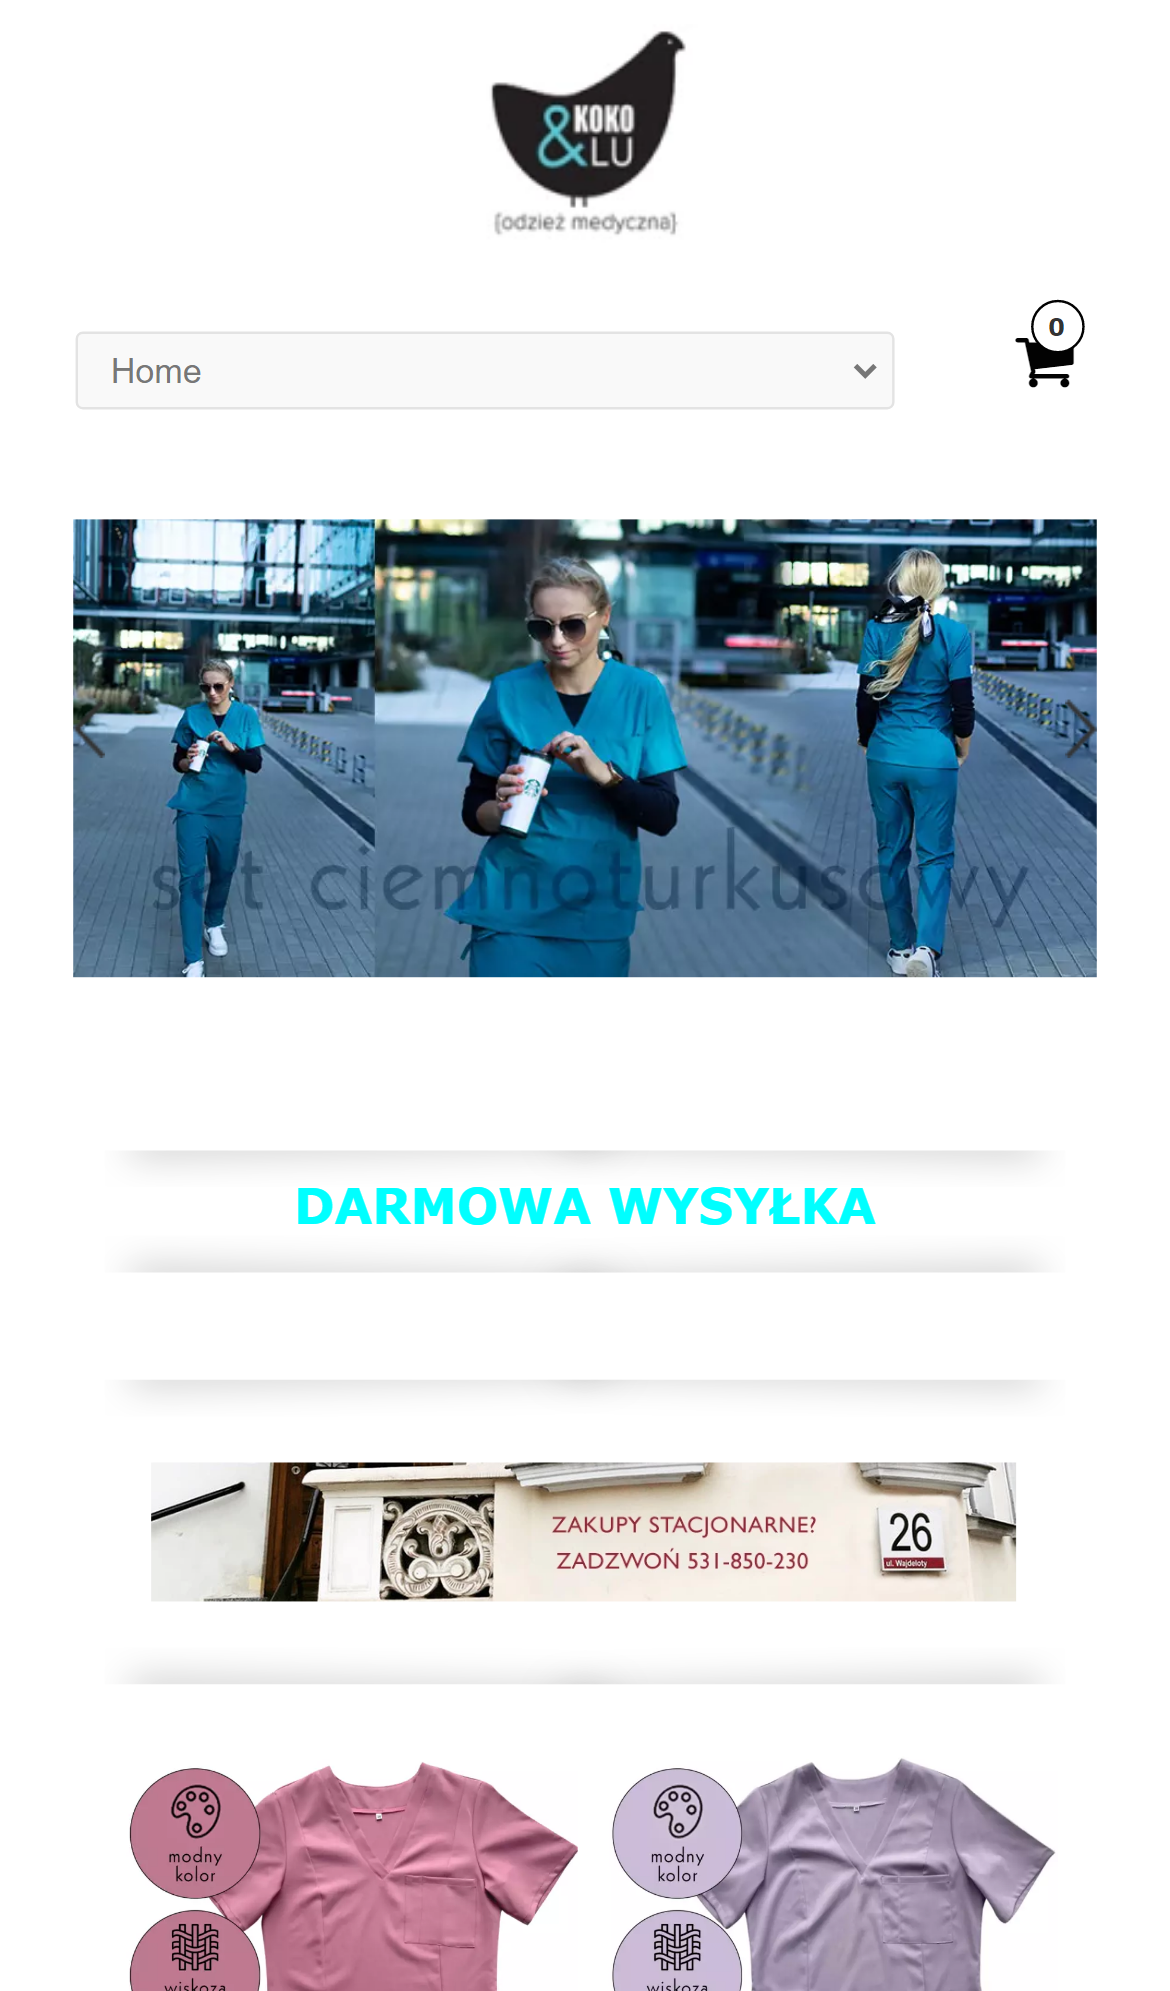 &KOKO
LU
{odzież medyczna}
0
Home
set ciemnoturkusowy
DARMOWA WYSYŁKA
ZAKUPY STACJONARNE?
ZADZWOŃ 531-850-230
26
ul. Wajdeloty
modny
kolor
modny
kolor
wiskoza
wiskoza